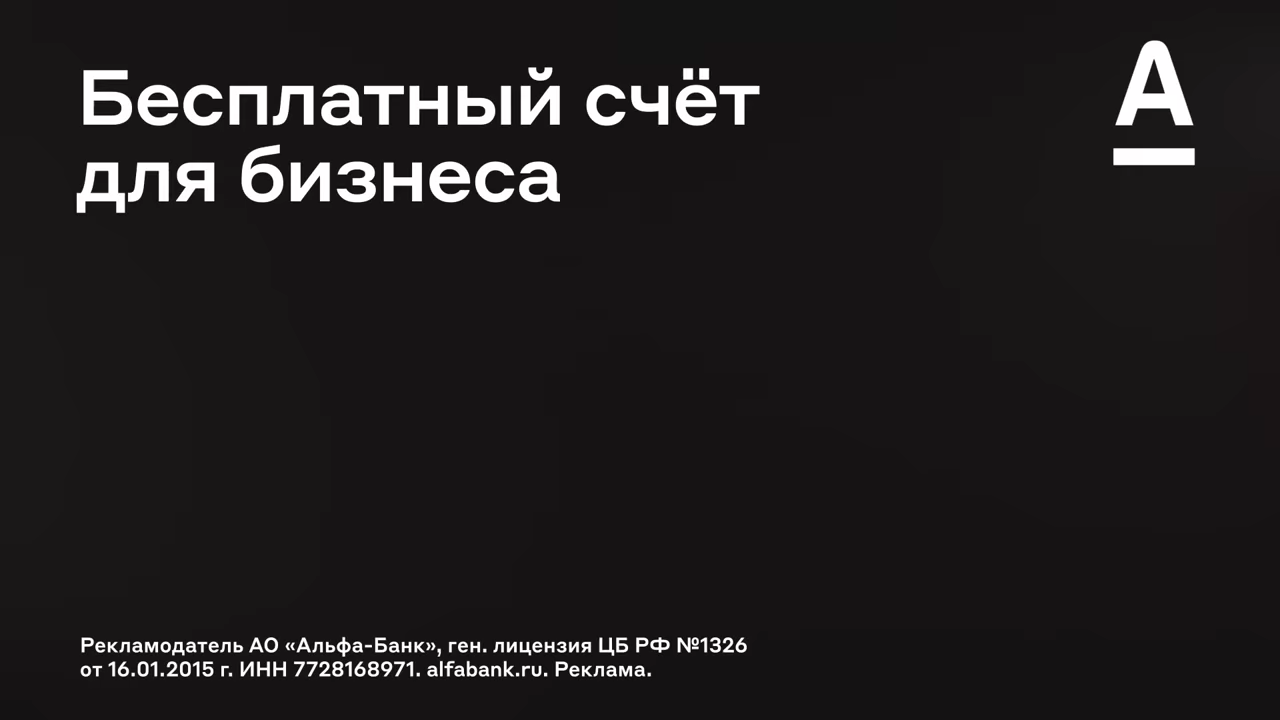 Бесплатный счёт
для бизнеса
А
Рекламодатель АО «Альфа-Банк», ген. лицензия ЦБ РФ №1326
от 16.01.2015 г. ИНН 7728168971. alfabank.ru. Реклама.